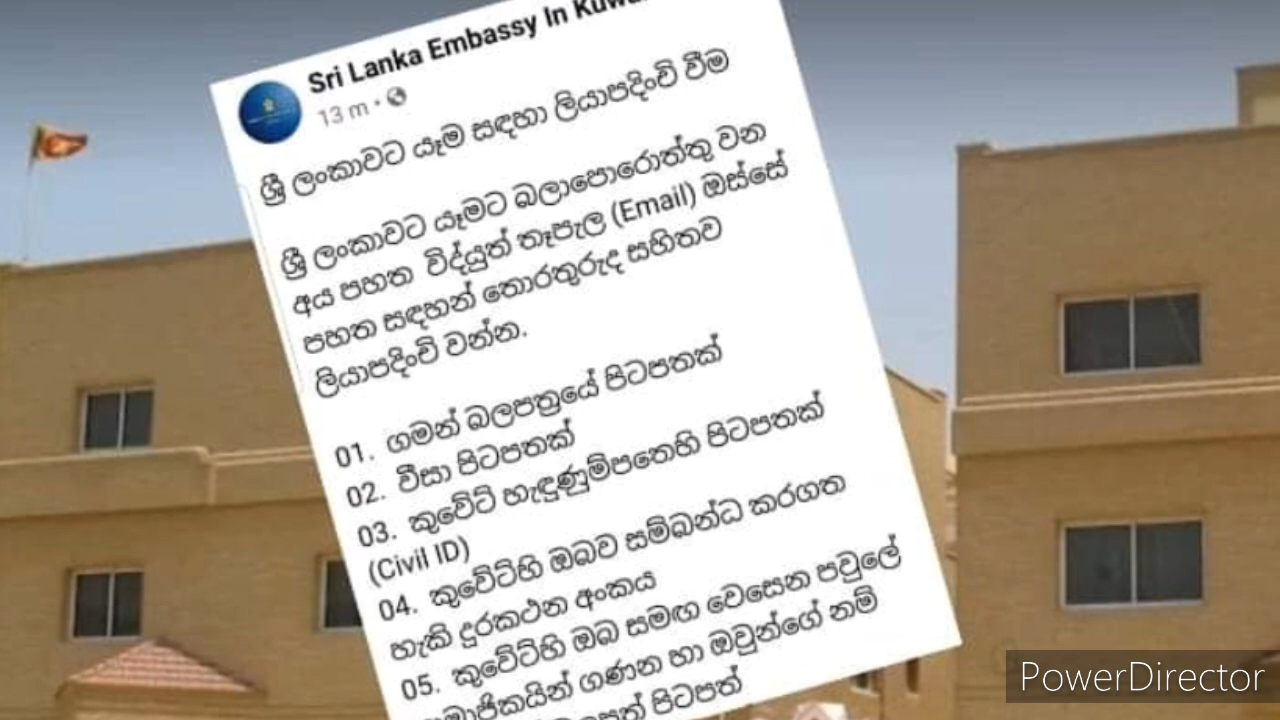 Sri Lanka Embassy In
13 m
ශ්‍රී ලංකාවට යෑම සඳහා ලියාපදිංචි වීම
ශ්‍රී ලංකාවට යෑමට බලාපොරොත්තු වන
අය පහත විද්යුත් තැපැල (Email) ඔස්සේ
පහත සඳහන් තොරතුරුද සහිතව
ලියාපදිංචි වන්න.
01. ගමන් බලපත්‍රයේ පිටපතක්
02. වීසා පිටපතක්
03. කුවේට් හැඳුණුම්පතෙහි පිටපතක්
(Civil ID)
04. කුවේට්හි ඔබව සම්බන්ධ කරගත
හැකි දුරකථන අංකය
05. කුවේට්හි ඔබ සමඟ වෙසෙන පවුලේ
ගණන හා ඔවුන්ගේ නම්
පිටපත්
PowerDirector